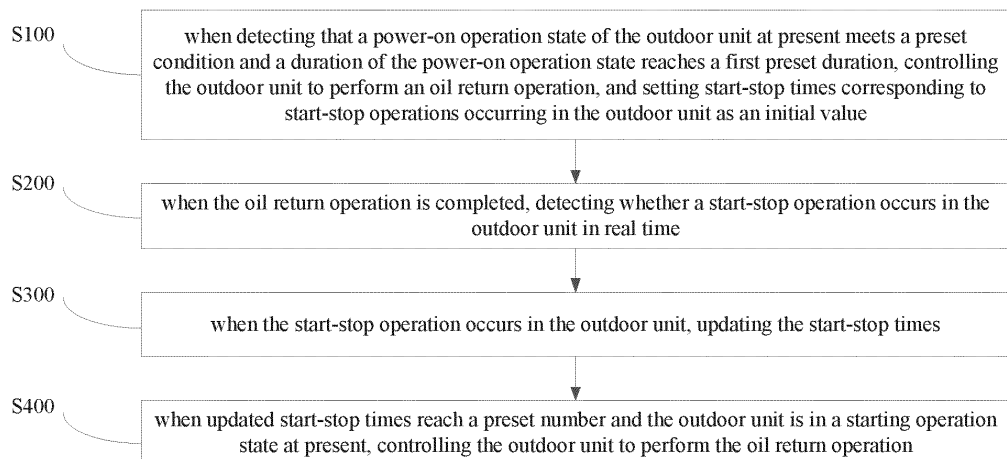 S100
when detecting that a power-on operation state of the outdoor unit at present meets a preset
condition and a duration of the power-on operation state reaches a first preset duration, controlling
the outdoor unit to perform an oil return operation, and setting start-stop times corresponding to
start-stop operations occurring in the outdoor unit as an initial value
S200
when the oil return operation is completed, detecting whether a start-stop operation occurs in the
outdoor unit in real time
S300
when the start-stop operation occurs in the outdoor unit, updating the start-stop times
S400
when updated start-stop times reach a preset number and the outdoor unit is in a starting operation
state at present, controlling the outdoor unit to perform the oil return operation